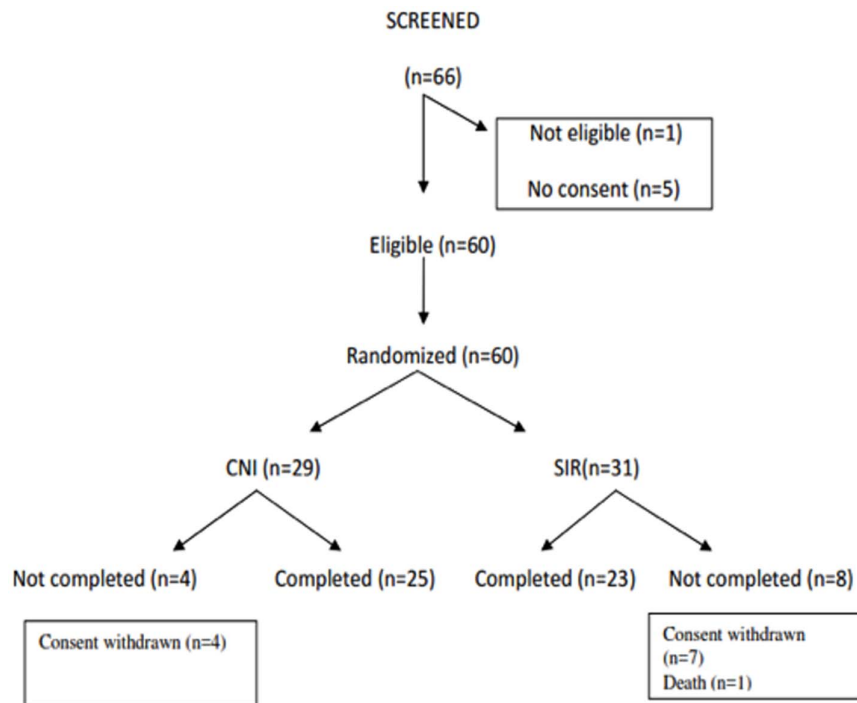 SCREENED
(n=66)
Not eligible (n=1)
No consent (n=5)
Eligible (n=60)
Randomized (n=60)
CNI (n=29)
SIR(n=31)
Not completed (n=4)
Completed (n=25)
Completed (n=23)
Not completed (n=8)
Consent withdrawn (n=4)
Consent withdrawn
(n=7)
Death (n=1)